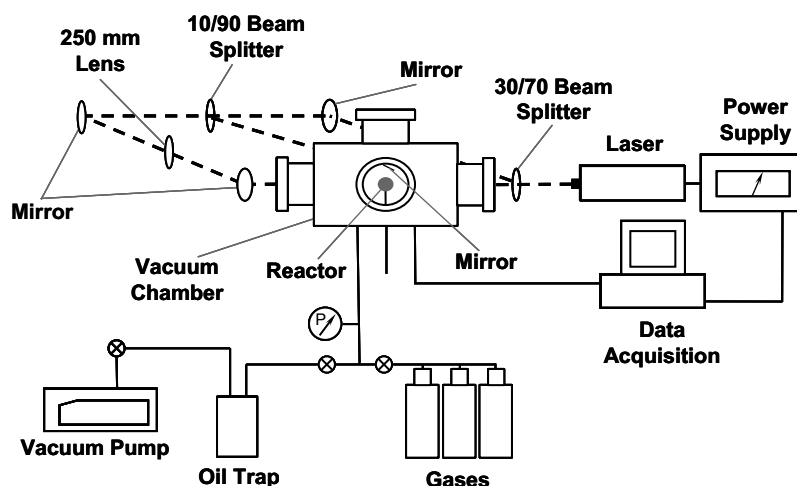 10/90 Beam
Splitter
250 mm
Lens
Mirror
30/70 Beam
Splitter
Power
Supply
Laser
Mirror
Vacuum
Chamber
Reactor
Mirror
P
Data
Acquisition
Vacuum Pump
Oil Trap
Gases